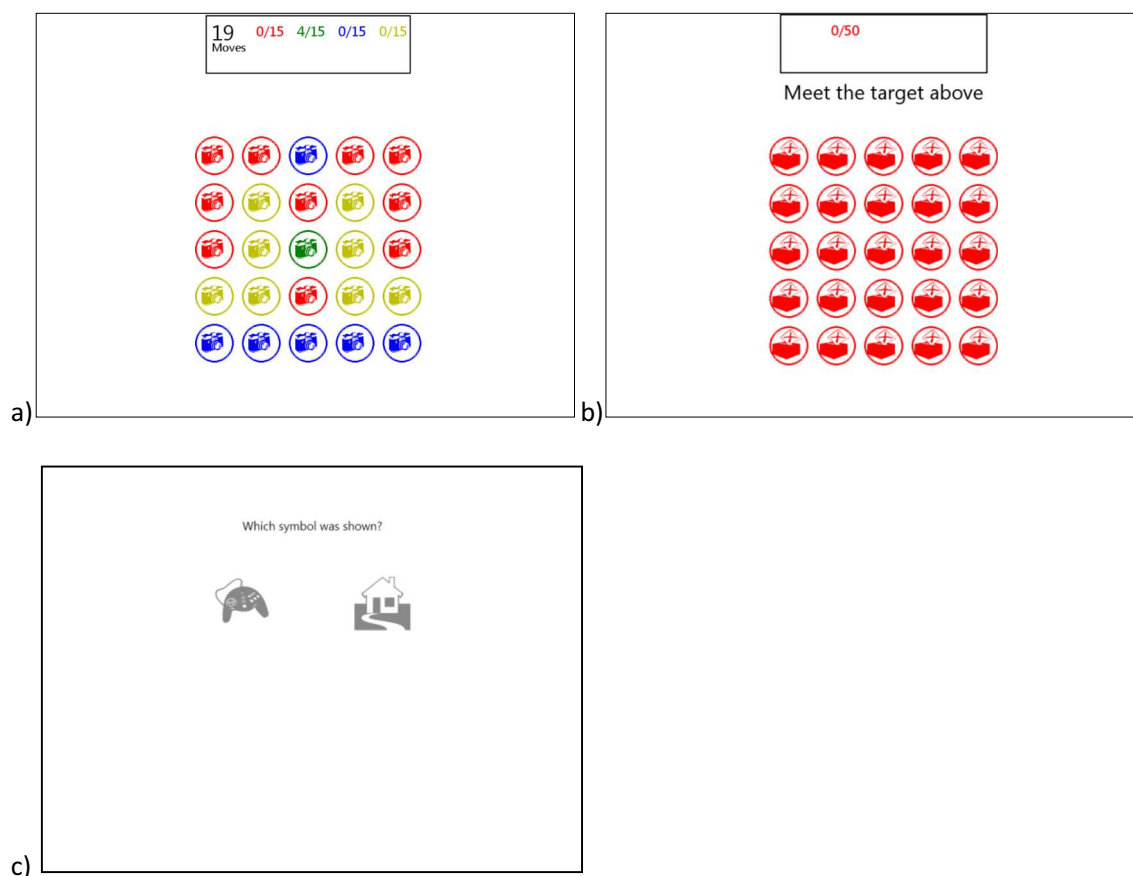 19 0/15 4/15 0/15 0/15
Moves
0/50
Meet the target above
a)
b)
Which symbol was shown?
c)